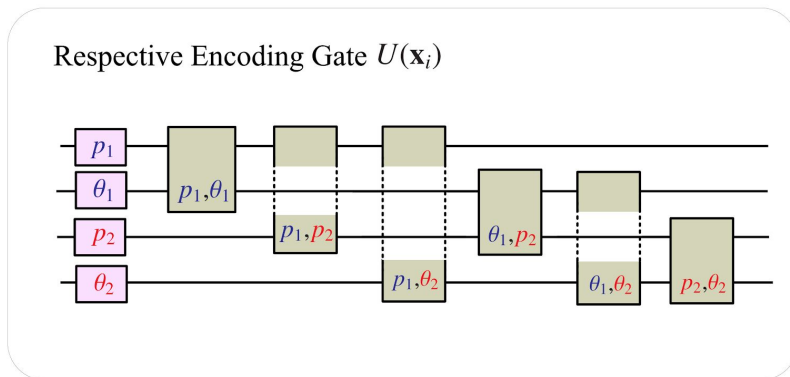 Respective Encoding Gate U(𝐱ᵢ)
p₁
θ₁
p₂
θ₂
p₁,θ₁
p₁,p₂
p₁,θ₂
θ₁,p₂
θ₁,θ₂
p₂,θ₂